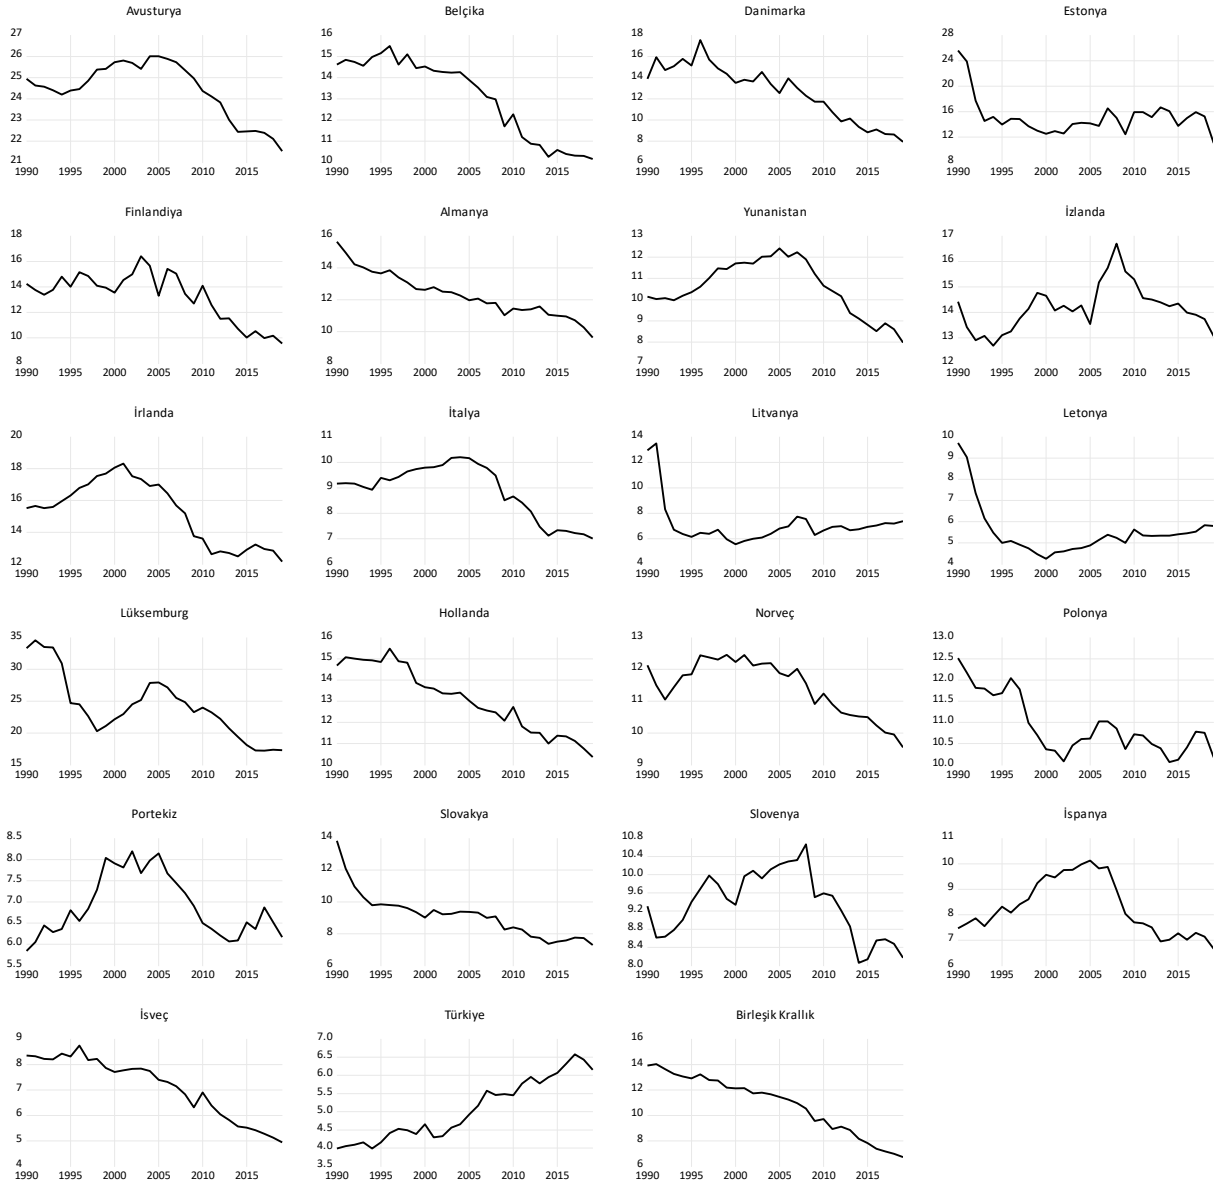 Avusturya Belçika Danimarka Estonya
27 16 18 28
26 15 16 24
25 14 14 20
24 13 12 16
23 12 10 12
22 11 8 8
21 10 6
1990 1995 2000 2005 2010 2015 1990 1995 2000 2005 2010 2015 1990 1995 2000 2005 2010 2015 1990 1995 2000 2005 2010 2015
Finlandiya Almanya Yunanistan İzlanda
18 16 13 17
16 14 12 16
14 12 11 15
12 10 10 14
10 8 9 13
8 8 12
7
1990 1995 2000 2005 2010 2015 1990 1995 2000 2005 2010 2015 1990 1995 2000 2005 2010 2015 1990 1995 2000 2005 2010 2015
İrlanda İtalya Litvanya Letonya
20 11 14 10
18 10 12 9
16 9 10 8
14 8 8 7
12 7 6 6
6 4 5
4
1990 1995 2000 2005 2010 2015 1990 1995 2000 2005 2010 2015 1990 1995 2000 2005 2010 2015 1990 1995 2000 2005 2010 2015
Lüksemburg Hollanda Norveç Polonya
35 16 13 13.0
30 15 12 12.5
25 14 11 12.0
20 13 10 11.5
15 12 9 11.0
11 10.5
10 10.0
1990 1995 2000 2005 2010 2015 1990 1995 2000 2005 2010 2015 1990 1995 2000 2005 2010 2015 1990 1995 2000 2005 2010 2015
Portekiz Slovakya Slovenya İspanya
8.5 14 10.8 11
8.0 12 10.4 10
7.5 10 10.0 9
7.0 8 9.6 8
6.5 6 9.2 7
6.0 8.8 6
5.5 8.4
8.0
1990 1995 2000 2005 2010 2015 1990 1995 2000 2005 2010 2015 1990 1995 2000 2005 2010 2015 1990 1995 2000 2005 2010 2015
İsveç Türkiye Birleşik Krallık
9 7.0 16
8 6.5 14
7 6.0 12
6 5.5 10
5 5.0 8
4 4.5 6
4.0
3.5
1990 1995 2000 2005 2010 2015 1990 1995 2000 2005 2010 2015 1990 1995 2000 2005 2010 2015